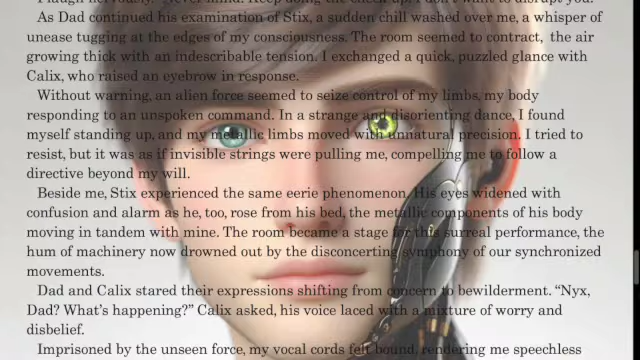 As Dad continued his examination of Stix, a sudden chill washed over me, a whisper of
unease tugging at the edges of my consciousness. The room seemed to contract, the air
growing thick with an indescribable tension. I exchanged a quick, puzzled glance with
Calix, who raised an eyebrow in response.
Without warning, an alien force seemed to seize control of my limbs, my body
responding to an unspoken command. In a strange and disorienting dance, I found
myself standing up, and my metallic limbs moved with unnatural precision. I tried to
resist, but it was as if invisible strings were pulling me, compelling me to follow a
directive beyond my will.
Beside me, Stix experienced the same eerie phenomenon. His eyes widened with
confusion and alarm as he, too, rose from his bed, the metallic components of his body
moving in tandem with mine. The room became a stage for this surreal performance, the
hum of machinery now drowned out by the disconcerting symphony of our synchronized
movements.
Dad and Calix stared their expressions shifting from concern to bewilderment. “Nyx,
Dad? What’s happening?” Calix asked, his voice laced with a mixture of worry and
disbelief.
Imprisoned by the unseen force, my vocal cords felt bound, rendering me speechless